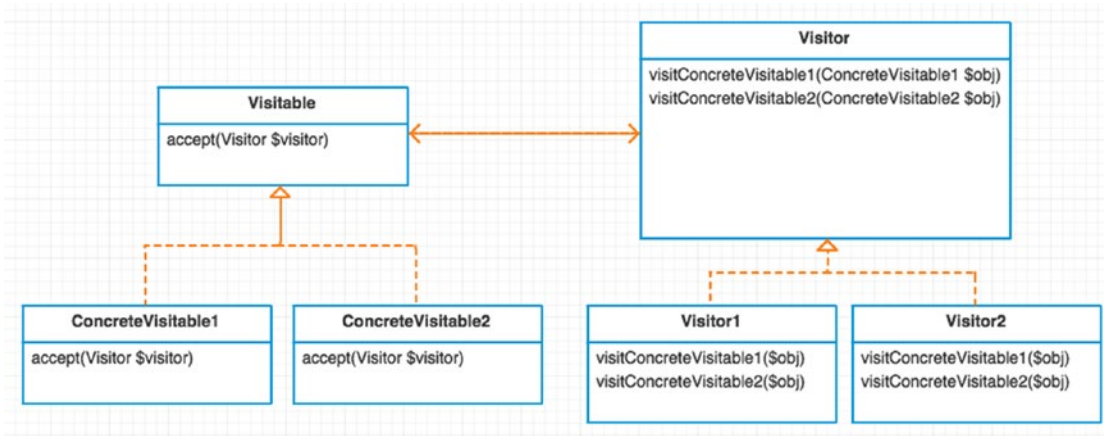 Visitor
visitConcreteVisitable1(ConcreteVisitable1 $obj)
visitConcreteVisitable2(ConcreteVisitable2 $obj)
Visitable
accept(Visitor $visitor)
ConcreteVisitable1
accept(Visitor $visitor)
ConcreteVisitable2
accept(Visitor $visitor)
Visitor1
visitConcreteVisitable1($obj)
visitConcreteVisitable2($obj)
Visitor2
visitConcreteVisitable1($obj)
visitConcreteVisitable2($obj)